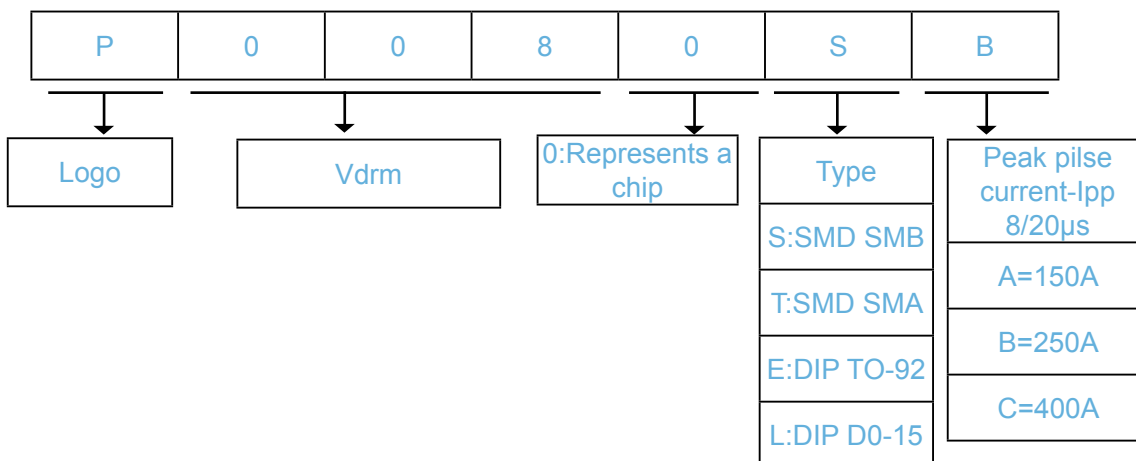 P 0 0 8 0 S B
Logo
Vdrm
0:Represents a
chip
Type
S:SMD SMB
T:SMD SMA
E:DIP TO-92
L:DIP D0-15
Peak pilse
current-Ipp
8/20µs
A=150A
B=250A
C=400A